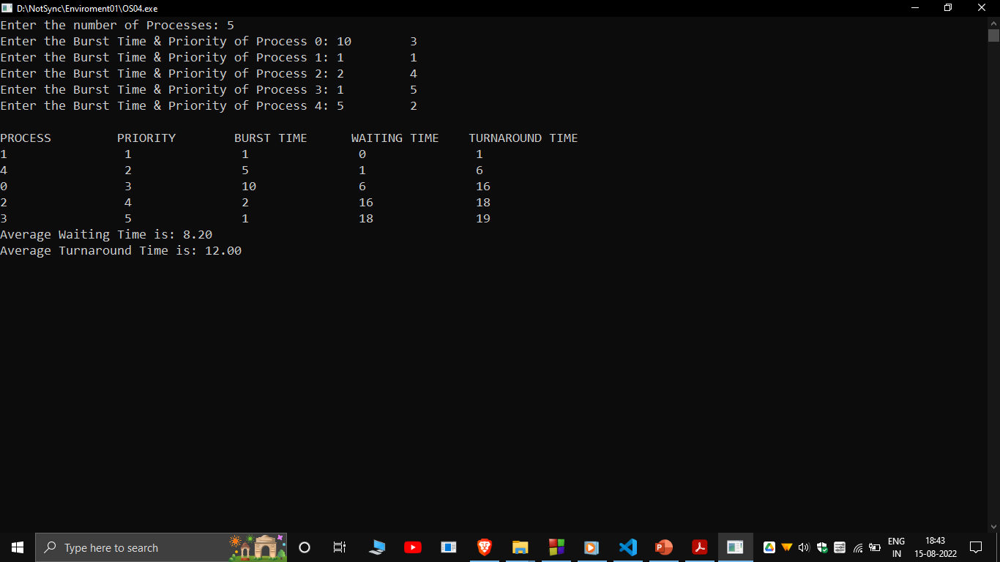 D:\NotSync\Enviroment01\OS04.exe
Enter the number of Processes: 5
Enter the Burst Time & Priority of Process 0: 10 3
Enter the Burst Time & Priority of Process 1: 1 1
Enter the Burst Time & Priority of Process 2: 2 4
Enter the Burst Time & Priority of Process 3: 1 5
Enter the Burst Time & Priority of Process 4: 5 2
PROCESS PRIORITY BURST TIME WAITING TIME TURNAROUND TIME
1 1 1 0 1
4 2 5 1 6
0 3 10 6 16
2 4 2 16 18
3 5 1 18 19
Average Waiting Time is: 8.20
Average Turnaround Time is: 12.00
Type here to search
ENG
IN
18:43
15-08-2022